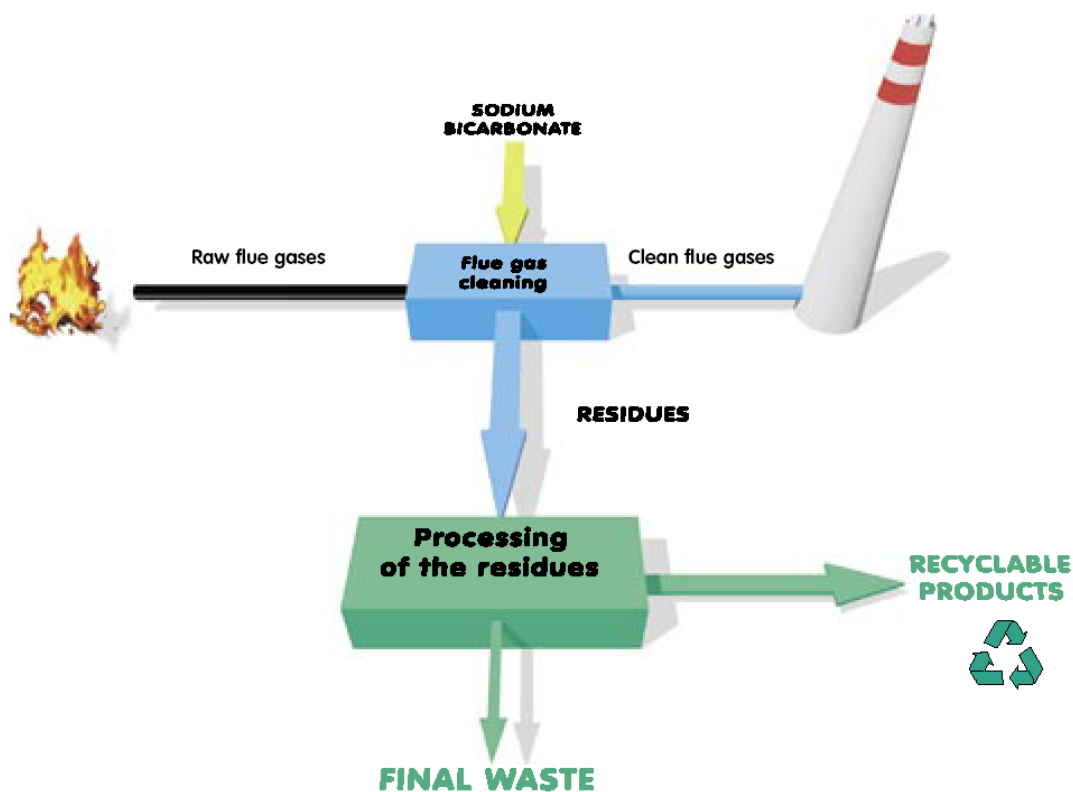 SODIUM
BICARBONATE
Raw flue gases
Flue gas
cleaning
Clean flue gases
RESIDUES
Processing
of the residues
RECYCLABLE
PRODUCTS
FINAL WASTE